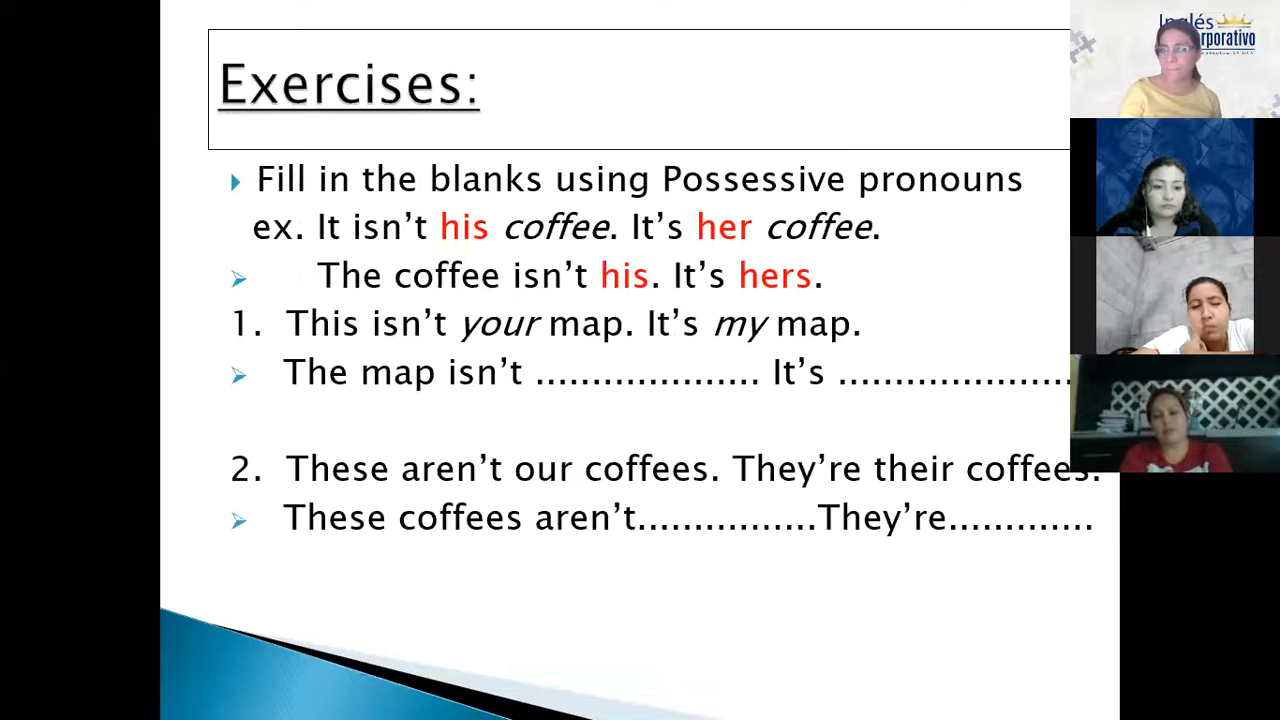 Exercises:
Fill in the blanks using Possessive pronouns
ex. It isn’t his coffee. It’s her coffee.
The coffee isn’t his. It’s hers.
1. This isn’t your map. It’s my map.
The map isn’t .................... It’s .....................
2. These aren’t our coffees. They’re their coffees.
These coffees aren’t................They’re.............
Inglés